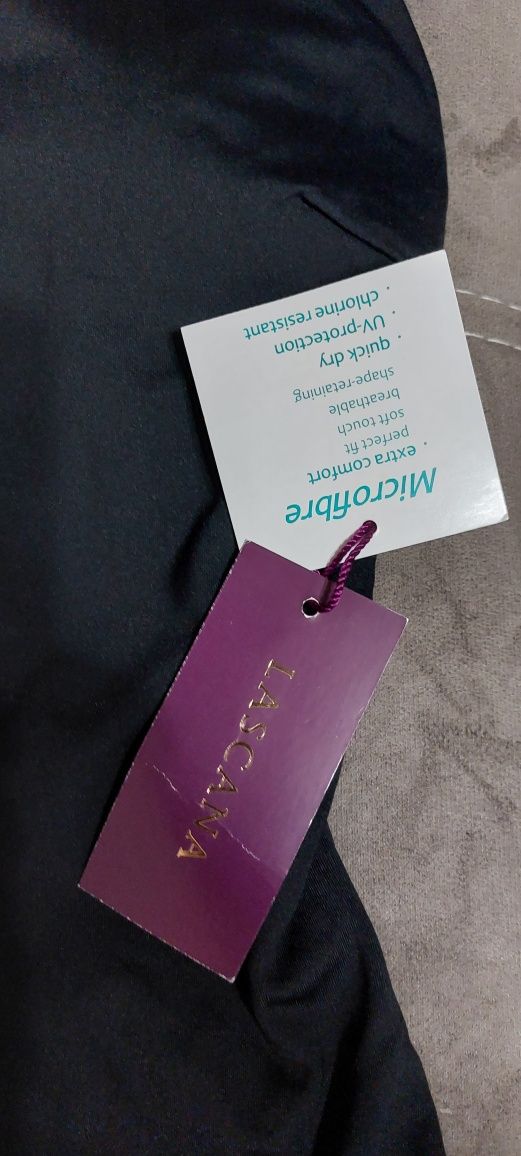 Microfibre
· extra comfort
perfect fit
soft touch
breathable
shape-retaining
· quick dry
· UV-protection
· chlorine resistant
LASCANA